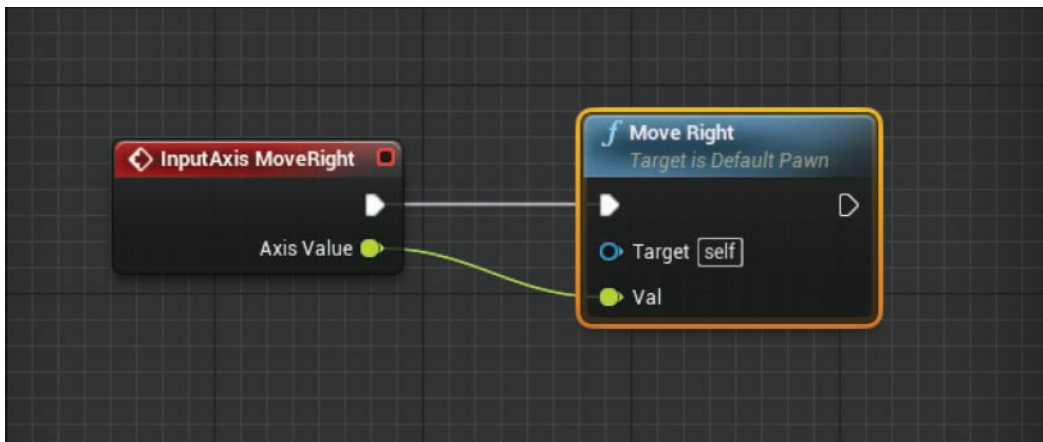 InputAxis MoveRight
Axis Value
f Move Right
Target is Default Pawn
Target self
Val